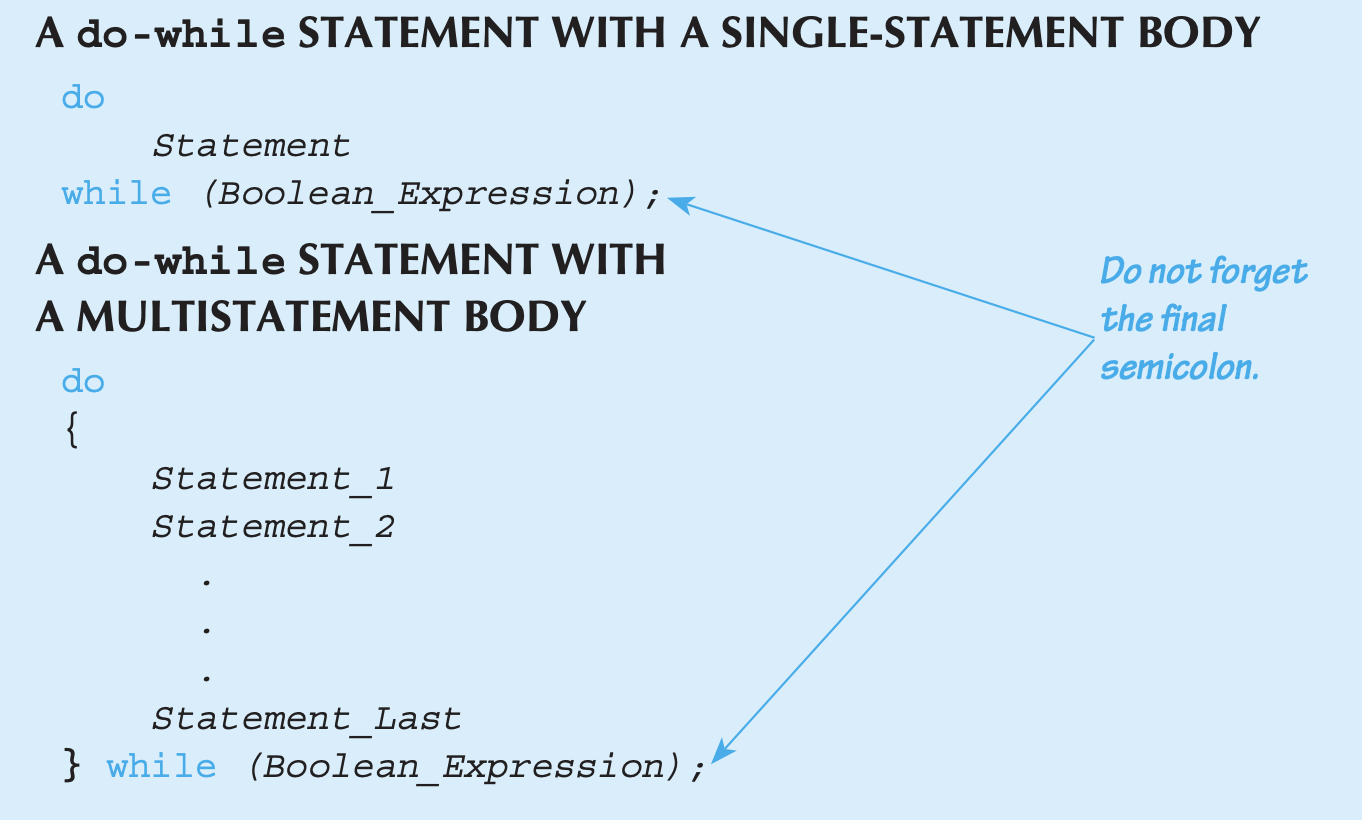 A do-while STATEMENT WITH A SINGLE-STATEMENT BODY
do
Statement
while (Boolean_Expression);
A do-while STATEMENT WITH
A MULTISTATEMENT BODY
do
{
Statement_1
Statement_2
.
.
.
Statement_Last
} while (Boolean_Expression);
Do not forget
the final
semicolon.